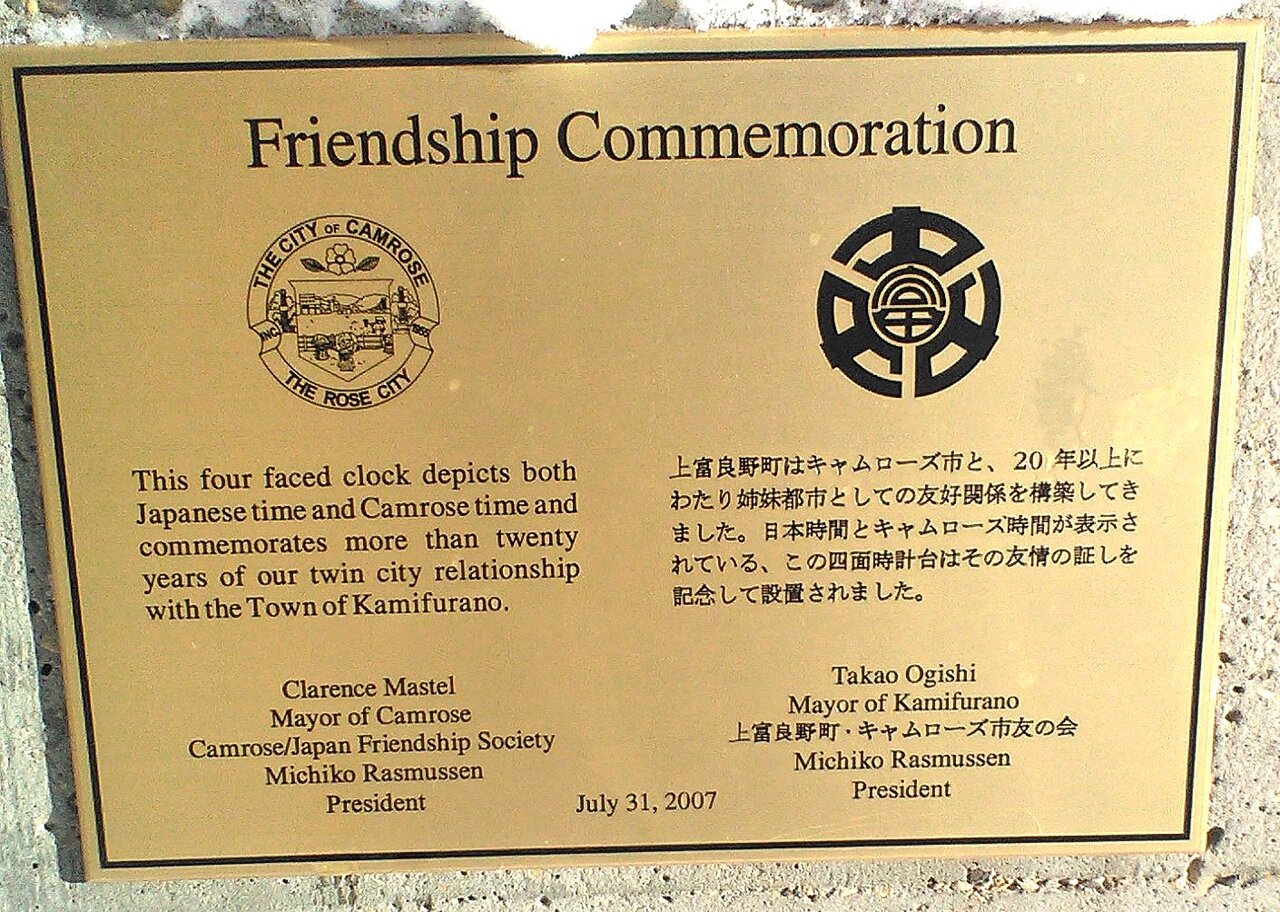 Friendship Commemoration
THE CITY OF CAMROSE
INC. 1955
THE ROSE CITY
This four faced clock depicts both
Japanese time and Camrose time and
commemorates more than twenty
years of our twin city relationship
with the Town of Kamifurano.
上富良野町はキャムローズ市と、20 年以上に
わたり姉妹都市としての友好関係を構築してき
ました。日本時間とキャムローズ時間が表示さ
れている、この四面時計台はその友情の証しを
記念して設置されました。
Clarence Mastel
Mayor of Camrose
Camrose/Japan Friendship Society
Michiko Rasmussen
President
Takao Ogishi
Mayor of Kamifurano
上富良野町・キャムローズ市友の会
Michiko Rasmussen
President
July 31, 2007